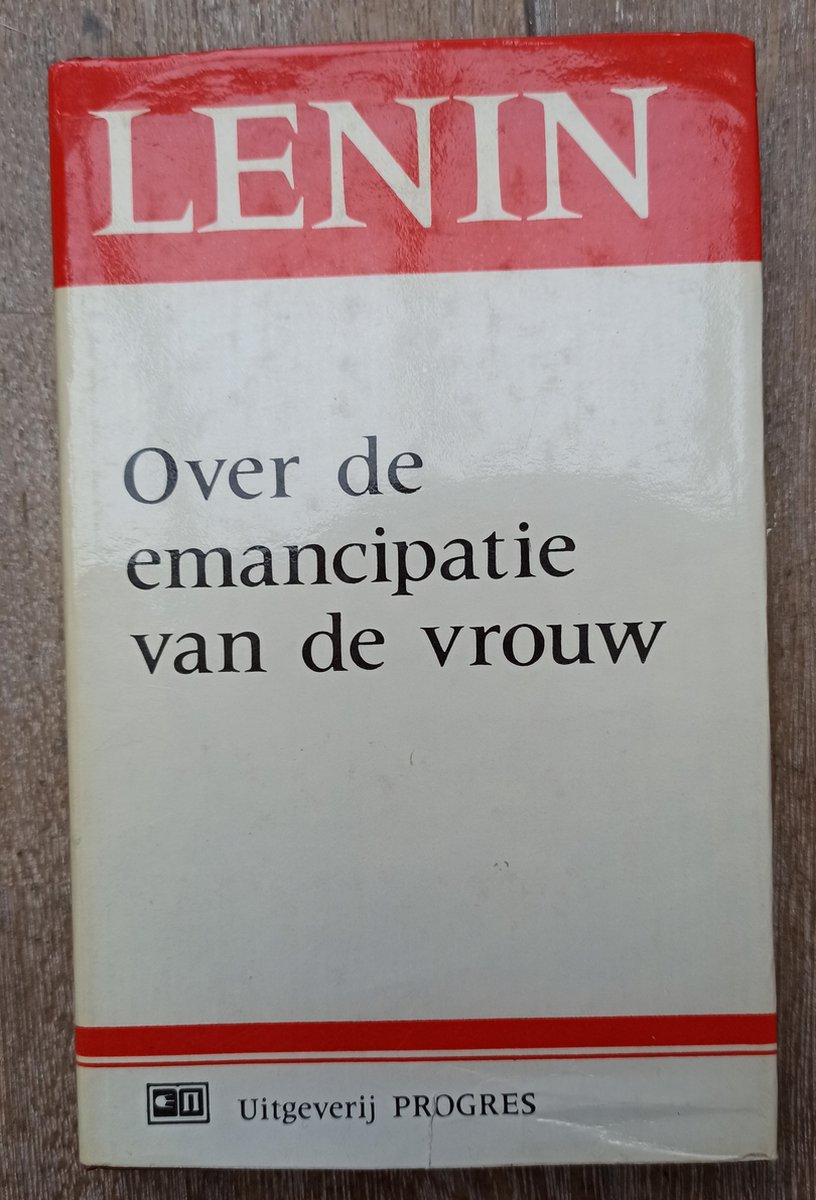 LENIN
Over de
emancipatie
van de vrouw
Uitgeverij PROGRES